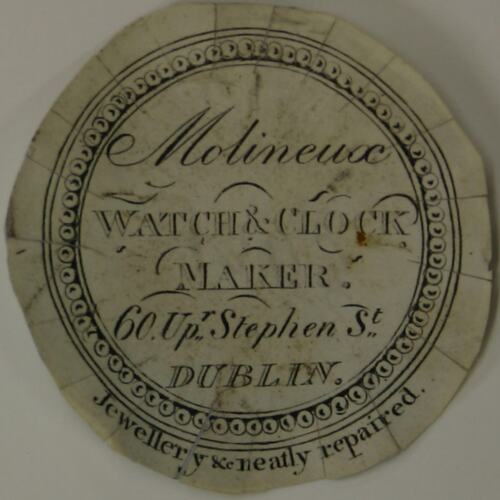 Molineux
WATCH & CLOCK
MAKER.
60. Upr. Stephen St.
DUBLIN.
Jewellery &c neatly repaired.